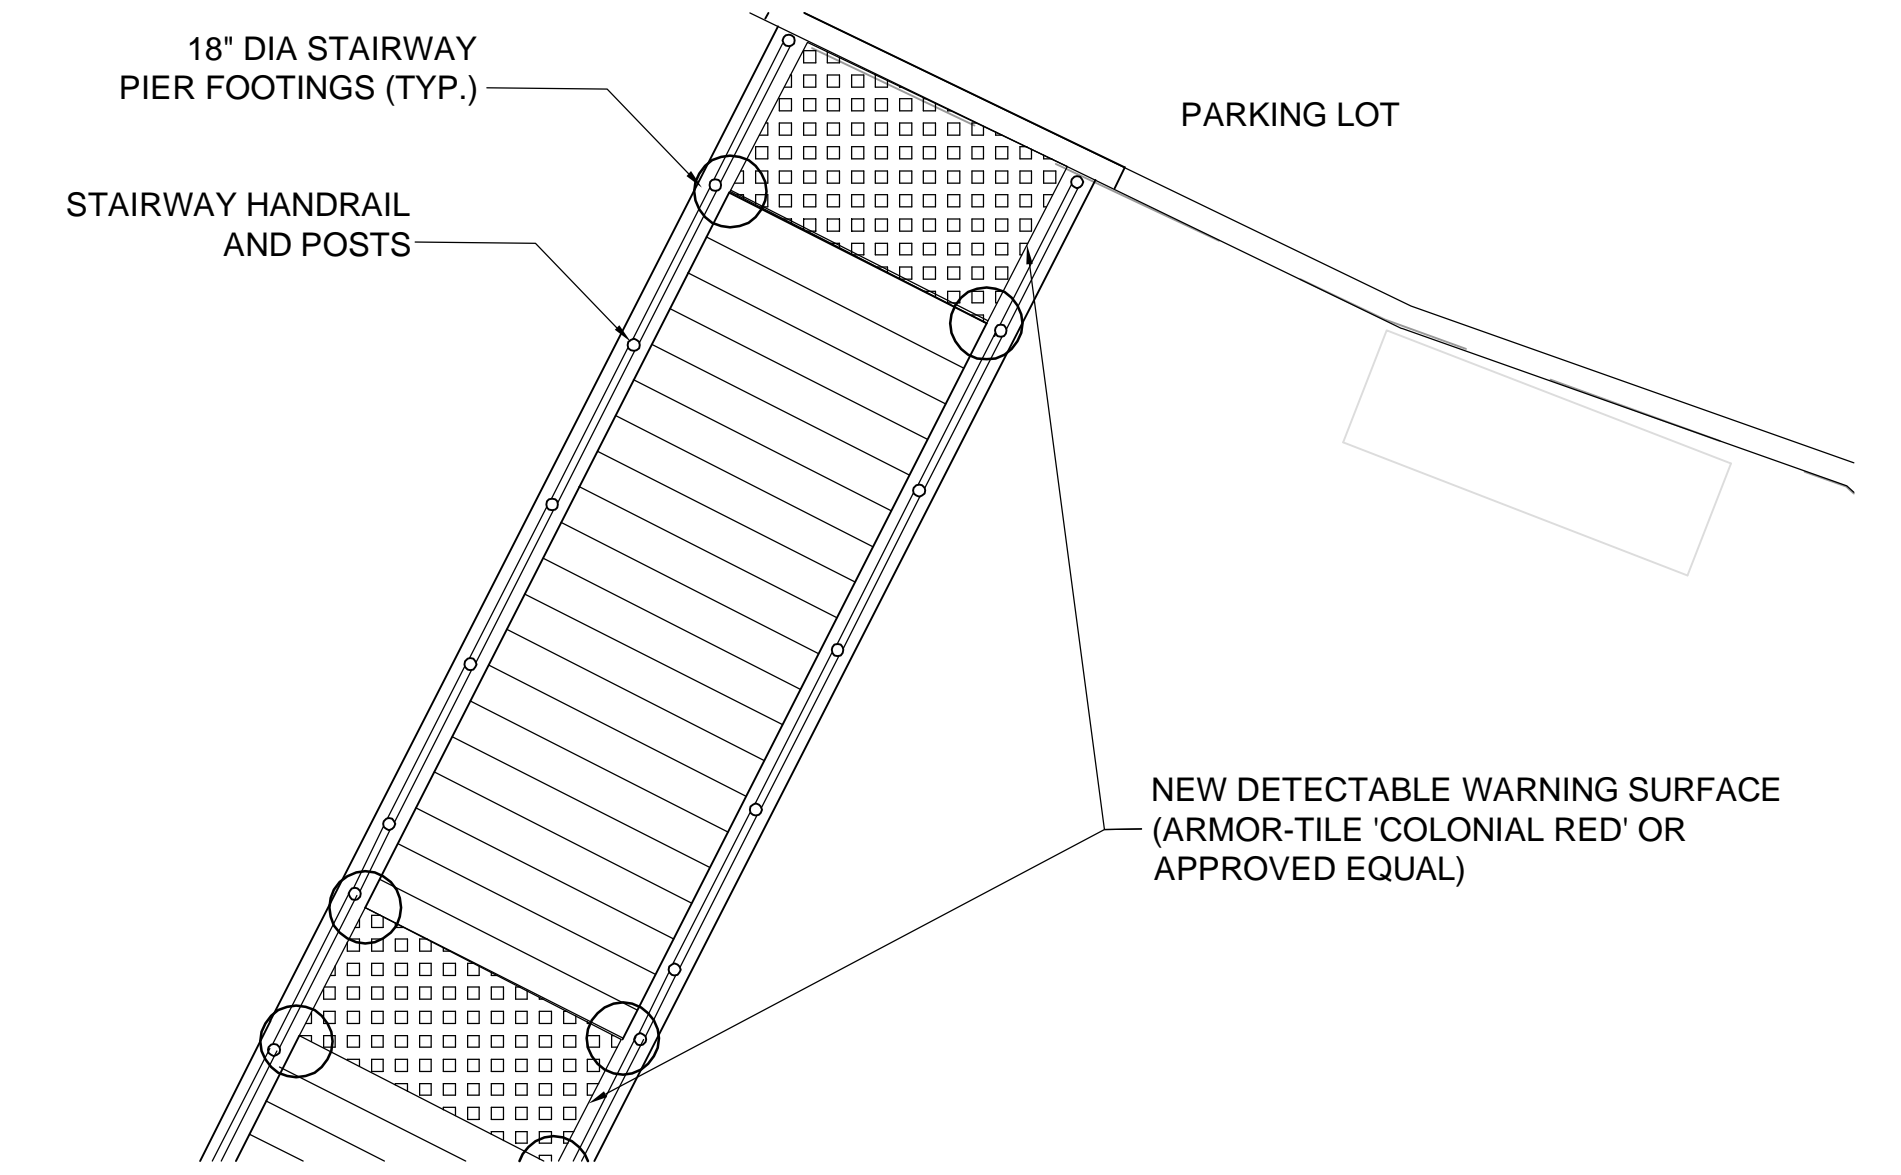 18" DIA STAIRWAY
PIER FOOTINGS (TYP.)
PARKING LOT
STAIRWAY HANDRAIL
AND POSTS
NEW DETECTABLE WARNING SURFACE
(ARMOR-TILE 'COLONIAL RED' OR
APPROVED EQUAL)